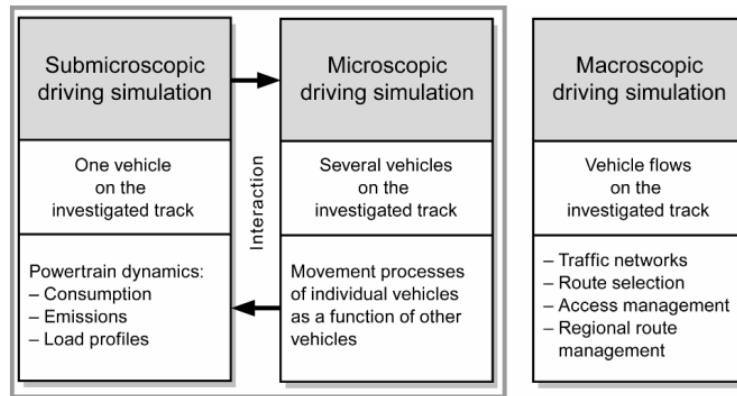 Submicroscopic
driving simulation
One vehicle
on the
investigated track
Powertrain dynamics:
– Consumption
– Emissions
– Load profiles
Interaction
Microscopic
driving simulation
Several vehicles
on the
investigated track
Movement processes
of individual vehicles
as a function of other
vehicles
Macroscopic
driving simulation
Vehicle flows
on the
investigated track
– Traffic networks
– Route selection
– Access management
– Regional route
management